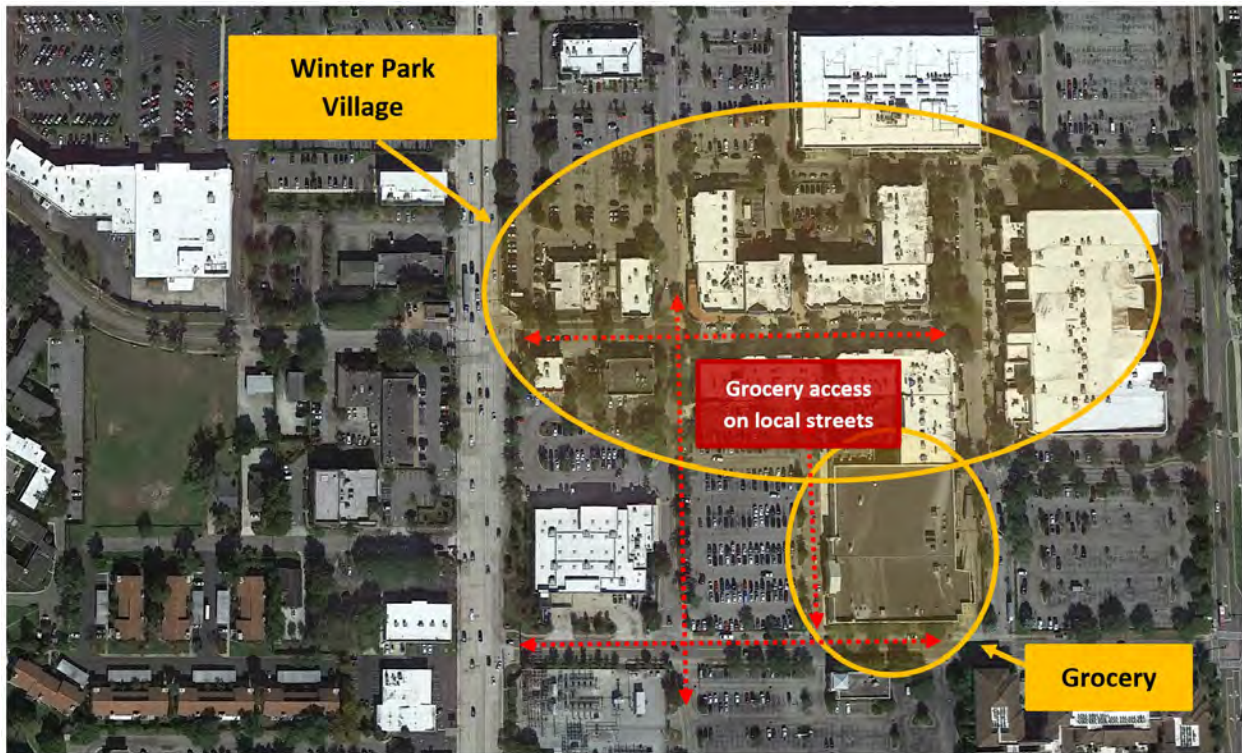 Winter Park
Village
Grocery access
on local streets
Grocery